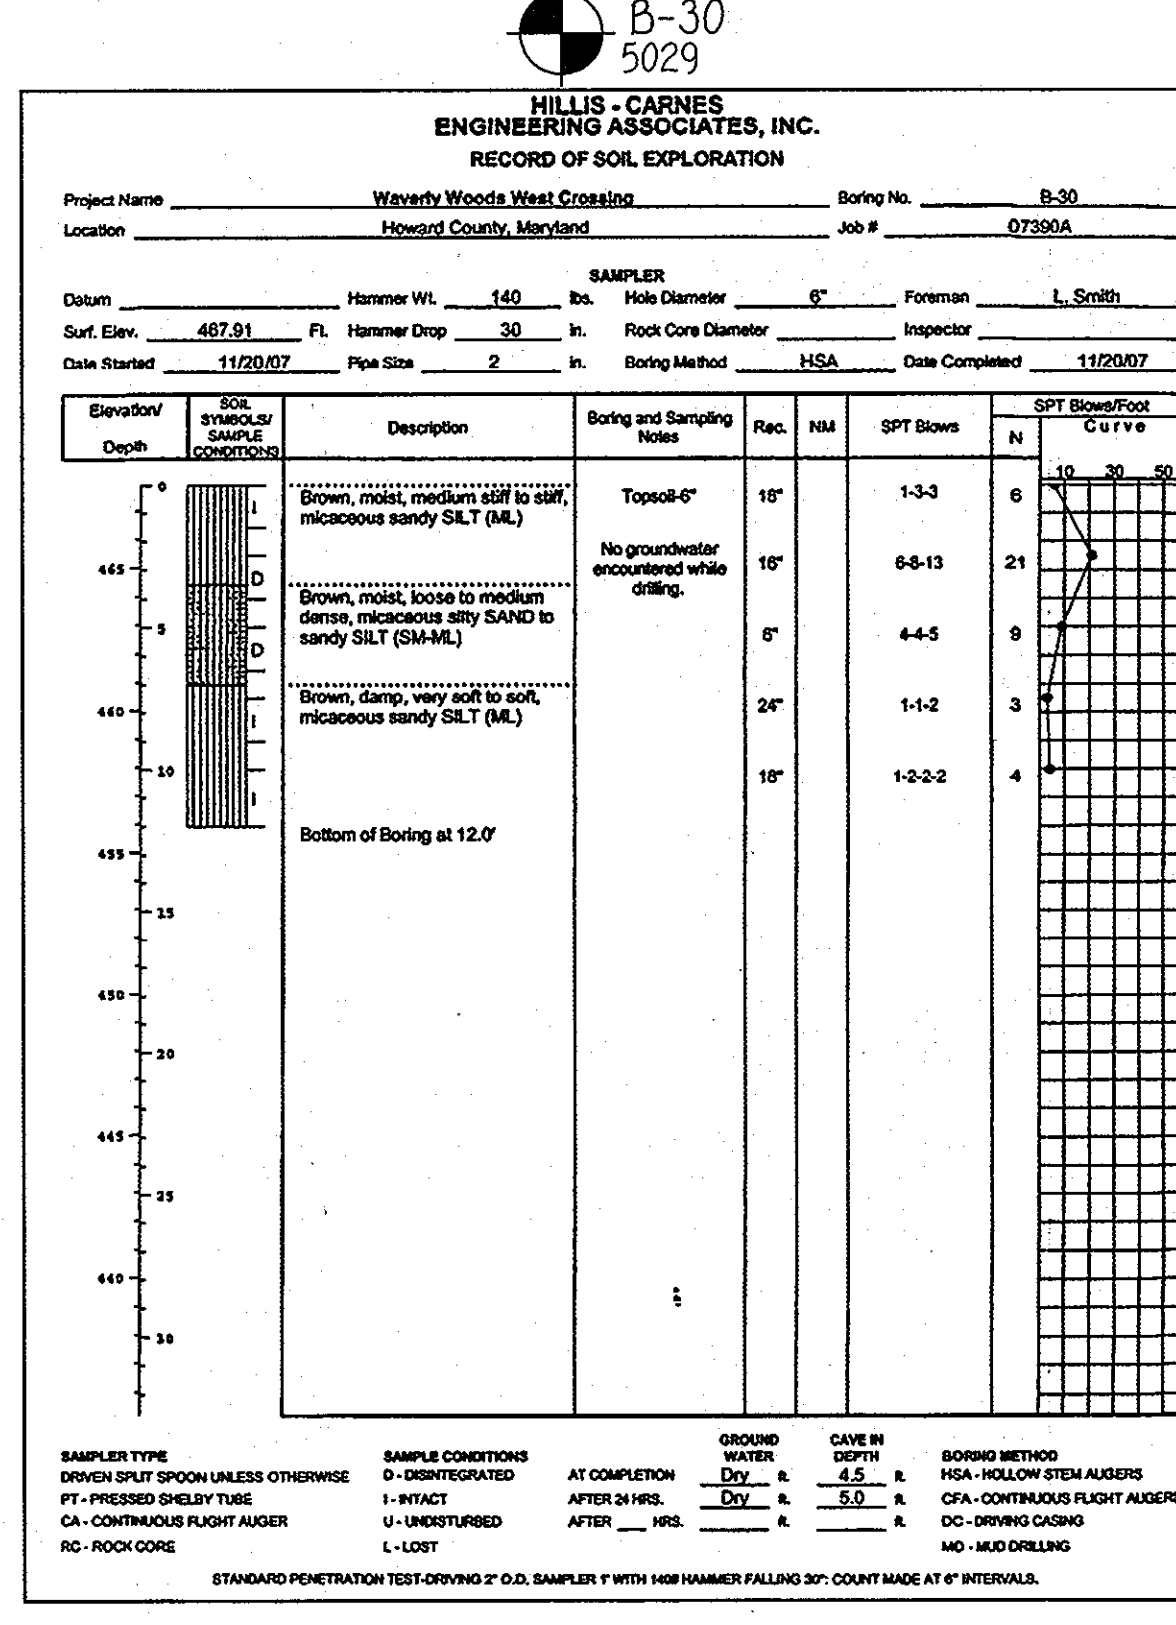 B-30
5029
HILLIS - CARNES
ENGINEERING ASSOCIATES, INC.
RECORD OF SOIL EXPLORATION
Project Name Waverly Woods West Crossing Boring No. B-30
Location Howard County, Maryland Job # 07390A
SAMPLER
Datum Hammer Wt. 140 lbs. Hole Diameter 6" Foreman L. Smith
Surf. Elev. 467.91 Ft. Hammer Drop 30 in. Rock Core Diameter Inspector
Date Started 11/20/07 Pipe Size 2 in. Boring Method HSA Date Completed 11/20/07
Elevation/ Depth
SOIL SYMBOLS/ SAMPLE CONDITIONS
Description
Boring and Sampling Notes
Rec. NM SPT Blows N
SPT Blows/Foot
Curve
10 30 50
0
Brown, moist, medium stiff to stiff,
micaceous sandy SILT (ML)
Topsoil-6"
18" 1-3-3 6
I
No groundwater
encountered while
drilling.
465
16" 6-8-13 21
D
Brown, moist, loose to medium
dense, micaceous silty SAND to
sandy SILT (SM-ML)
5
6" 4-4-5 9
D
Brown, damp, very soft to soft,
micaceous sandy SILT (ML)
460
24" 1-1-2 3
I
10
18" 1-2-2-2 4
I
Bottom of Boring at 12.0'
455
15
450
20
445
25
440
30
SAMPLER TYPE
DRIVEN SPLIT SPOON UNLESS OTHERWISE
PT - PRESSED SHELBY TUBE
CA - CONTINUOUS FLIGHT AUGER
RC - ROCK CORE
SAMPLE CONDITIONS
D - DISINTEGRATED
I - INTACT
U - UNDISTURBED
L - LOST
GROUND WATER CAVE IN DEPTH
AT COMPLETION Dry ft. 4.5 ft.
AFTER 24 HRS. Dry ft. 5.0 ft.
AFTER ___ HRS. ft. ft.
BORING METHOD
HSA - HOLLOW STEM AUGERS
CFA - CONTINUOUS FLIGHT AUGERS
DC - DRIVING CASING
MD - MUD DRILLING
STANDARD PENETRATION TEST-DRIVING 2" O.D. SAMPLER 1' WITH 140# HAMMER FALLING 30": COUNT MADE AT 6" INTERVALS.